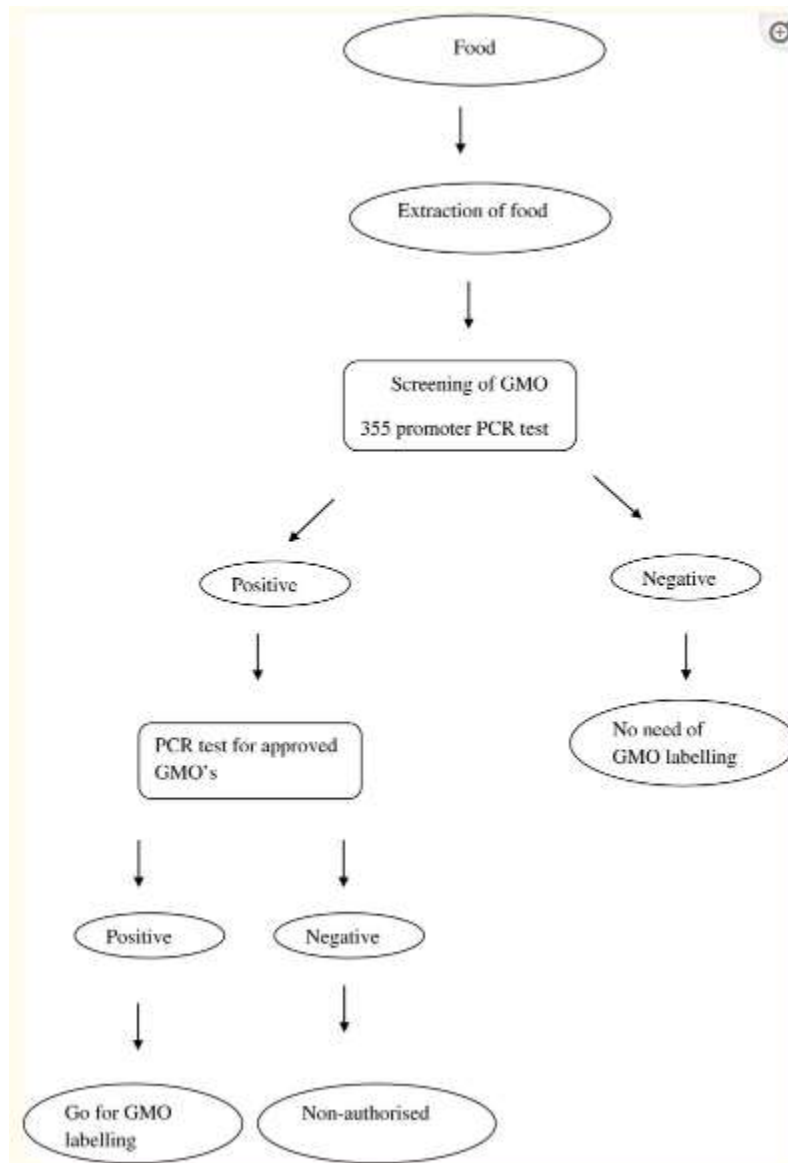 Food
Extraction of food
Screening of GMO
355 promoter PCR test
Positive
Negative
PCR test for approved
GMO's
No need of
GMO labelling
Positive
Negative
Go for GMO
labelling
Non-authorised